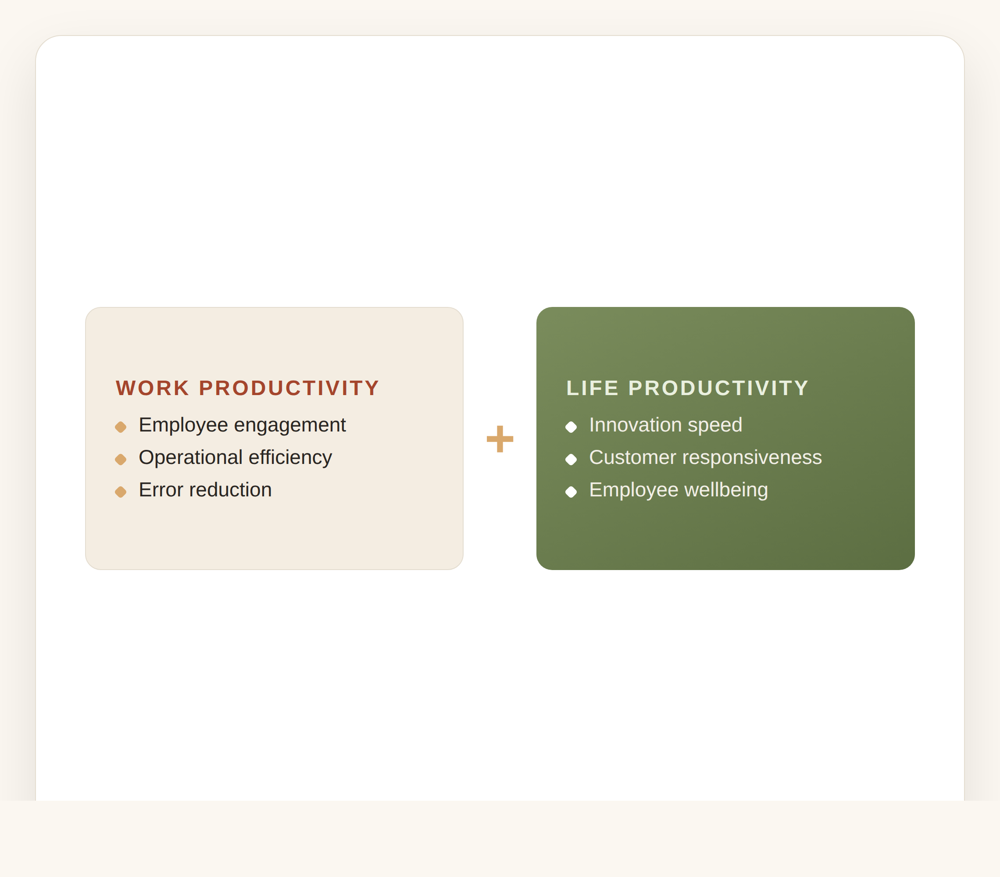 WORK PRODUCTIVITY
Employee engagement
Operational efficiency
Error reduction
+
LIFE PRODUCTIVITY
Innovation speed
Customer responsiveness
Employee wellbeing